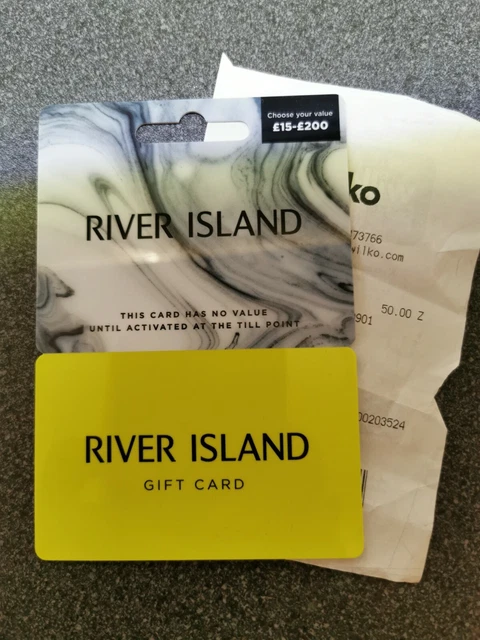 Choose your value
£15-£200
RIVER ISLAND
THIS CARD HAS NO VALUE
UNTIL ACTIVATED AT THE TILL POINT
RIVER ISLAND
GIFT CARD
ko
73766
wilko.com
50.00 Z
901
00203524